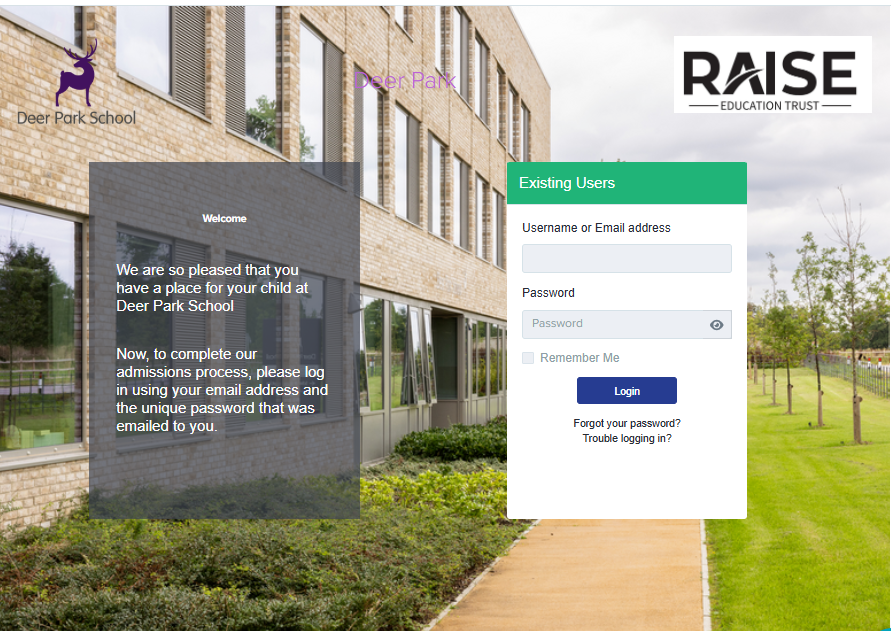 Deer Park School
Deer Park
RAISE
EDUCATION TRUST
Welcome
We are so pleased that you
have a place for your child at
Deer Park School
Now, to complete our
admissions process, please log
in using your email address and
the unique password that was
emailed to you.
Existing Users
Username or Email address
Password
Password
Remember Me
Login
Forgot your password?
Trouble logging in?